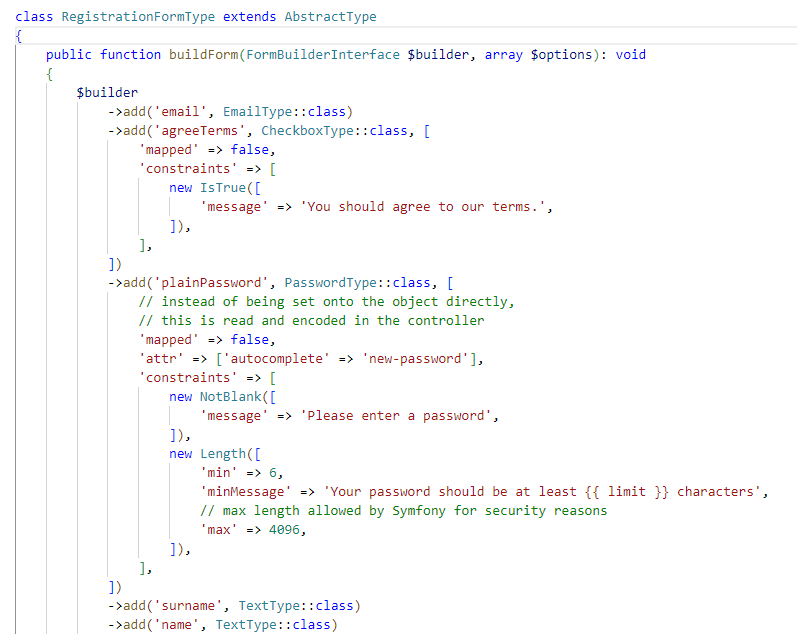 class RegistrationFormType extends AbstractType
{
    public function buildForm(FormBuilderInterface $builder, array $options): void
    {
        $builder
            ->add('email', EmailType::class)
            ->add('agreeTerms', CheckboxType::class, [
                'mapped' => false,
                'constraints' => [
                    new IsTrue([
                        'message' => 'You should agree to our terms.',
                    ]),
                ],
            ])
            ->add('plainPassword', PasswordType::class, [
                // instead of being set onto the object directly,
                // this is read and encoded in the controller
                'mapped' => false,
                'attr' => ['autocomplete' => 'new-password'],
                'constraints' => [
                    new NotBlank([
                        'message' => 'Please enter a password',
                    ]),
                    new Length([
                        'min' => 6,
                        'minMessage' => 'Your password should be at least {{ limit }} characters',
                        // max length allowed by Symfony for security reasons
                        'max' => 4096,
                    ]),
                ],
            ])
            ->add('surname', TextType::class)
            ->add('name', TextType::class)